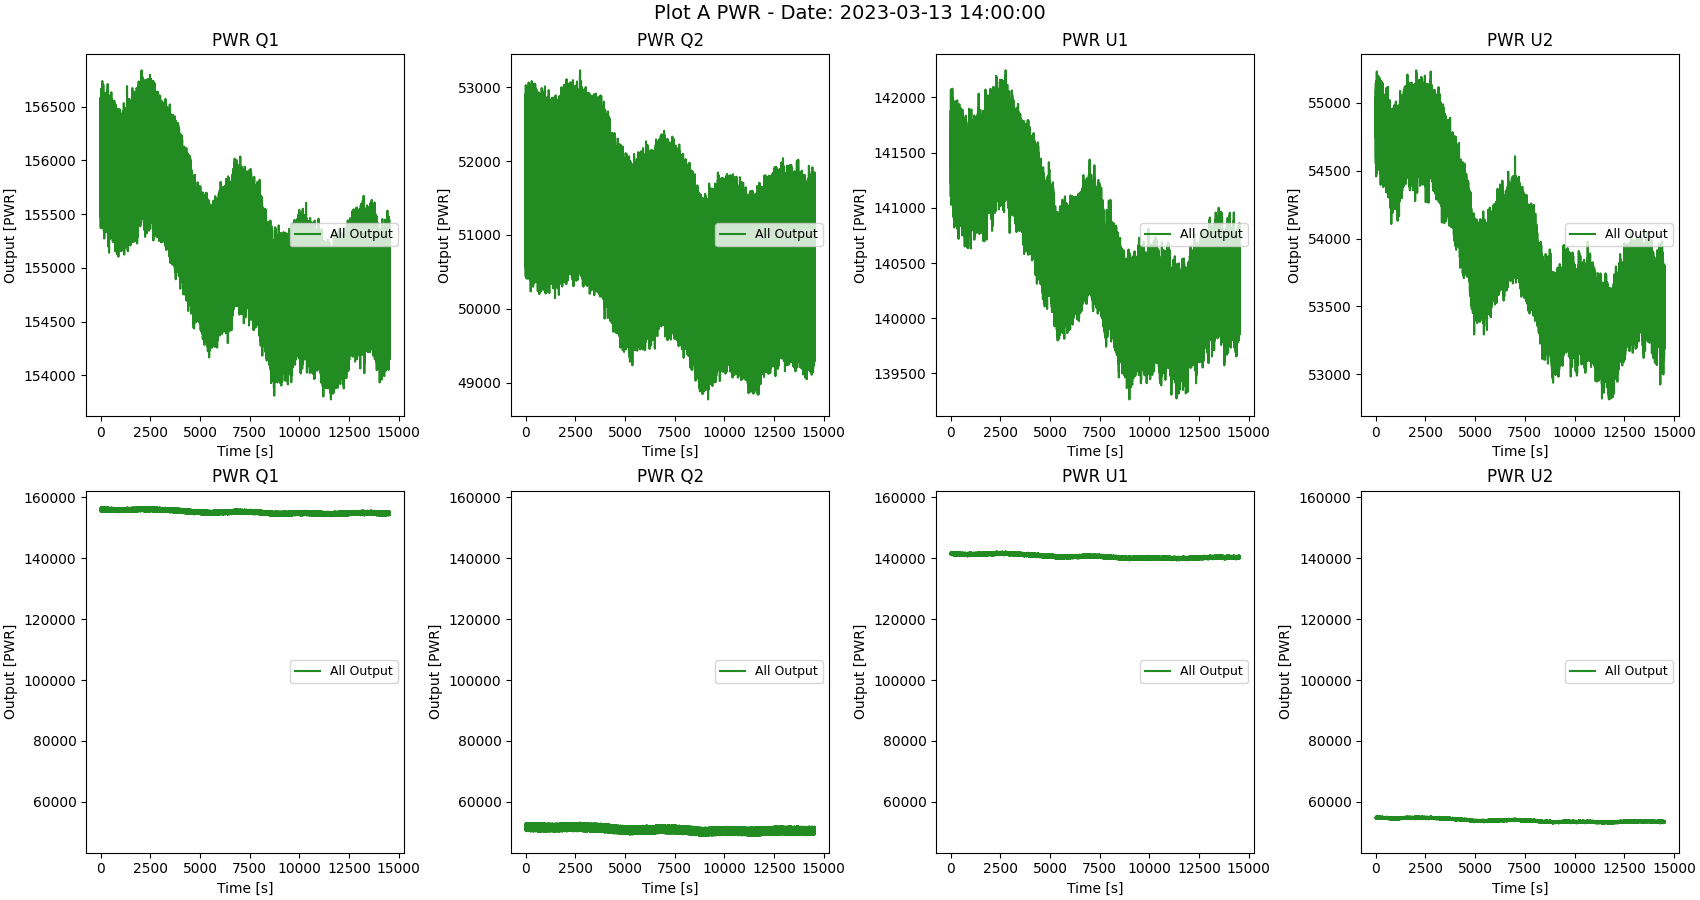 Plot A PWR - Date: 2023-03-13 14:00:00
PWR Q1
PWR Q2
PWR U1
PWR U2
Output [PWR]
156500
156000
155500
155000
154500
154000
All Output
0 2500 5000 7500 10000 12500 15000
Time [s]
Output [PWR]
53000
52000
51000
50000
49000
All Output
0 2500 5000 7500 10000 12500 15000
Time [s]
Output [PWR]
142000
141500
141000
140500
140000
139500
All Output
0 2500 5000 7500 10000 12500 15000
Time [s]
Output [PWR]
55000
54500
54000
53500
53000
All Output
0 2500 5000 7500 10000 12500 15000
Time [s]
PWR Q1
PWR Q2
PWR U1
PWR U2
Output [PWR]
160000
140000
120000
100000
80000
60000
All Output
0 2500 5000 7500 10000 12500 15000
Time [s]
Output [PWR]
160000
140000
120000
100000
80000
60000
All Output
0 2500 5000 7500 10000 12500 15000
Time [s]
Output [PWR]
160000
140000
120000
100000
80000
60000
All Output
0 2500 5000 7500 10000 12500 15000
Time [s]
Output [PWR]
160000
140000
120000
100000
80000
60000
All Output
0 2500 5000 7500 10000 12500 15000
Time [s]